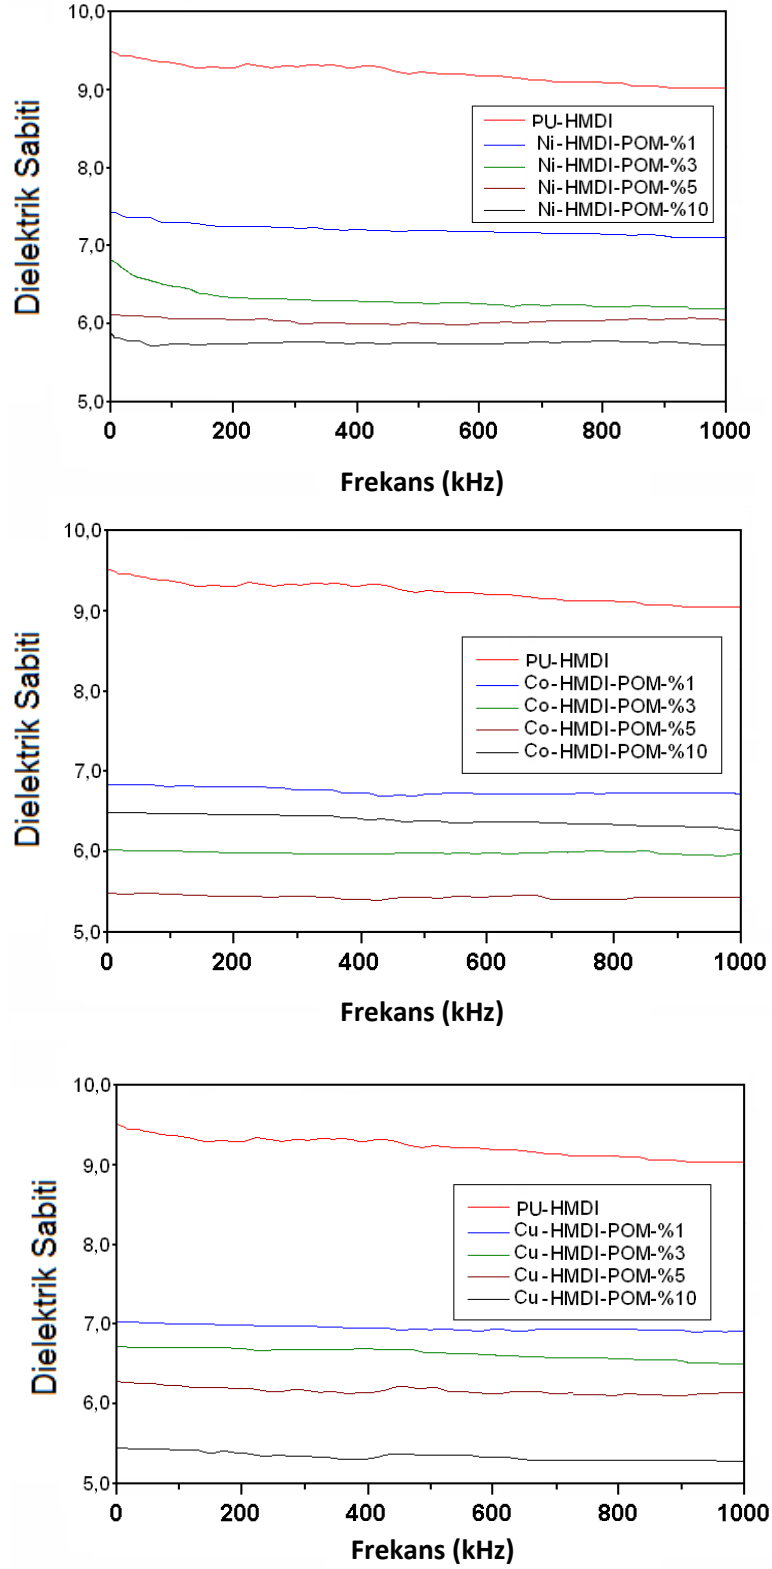 10,0
9,0
8,0
7,0
6,0
5,0
Dielektrik Sabiti
PU-HMDI
Ni-HMDI-POM-%1
Ni-HMDI-POM-%3
Ni-HMDI-POM-%5
Ni-HMDI-POM-%10
0 200 400 600 800 1000
Frekans (kHz)
10,0
9,0
8,0
7,0
6,0
5,0
Dielektrik Sabiti
PU-HMDI
Co-HMDI-POM-%1
Co-HMDI-POM-%3
Co-HMDI-POM-%5
Co-HMDI-POM-%10
0 200 400 600 800 1000
Frekans (kHz)
10,0
9,0
8,0
7,0
6,0
5,0
Dielektrik Sabiti
PU-HMDI
Cu-HMDI-POM-%1
Cu-HMDI-POM-%3
Cu-HMDI-POM-%5
Cu-HMDI-POM-%10
0 200 400 600 800 1000
Frekans (kHz)